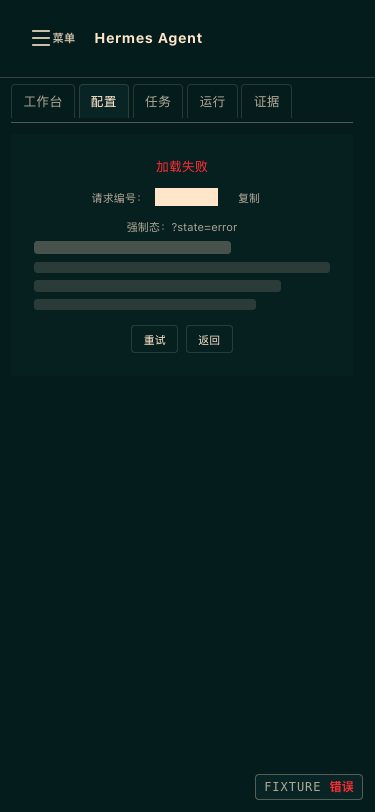 菜单 Hermes Agent
工作台 配置 任务 运行 证据
加载失败
请求编号： 复制
强制态：?state=error
重试 返回
FIXTURE 错误